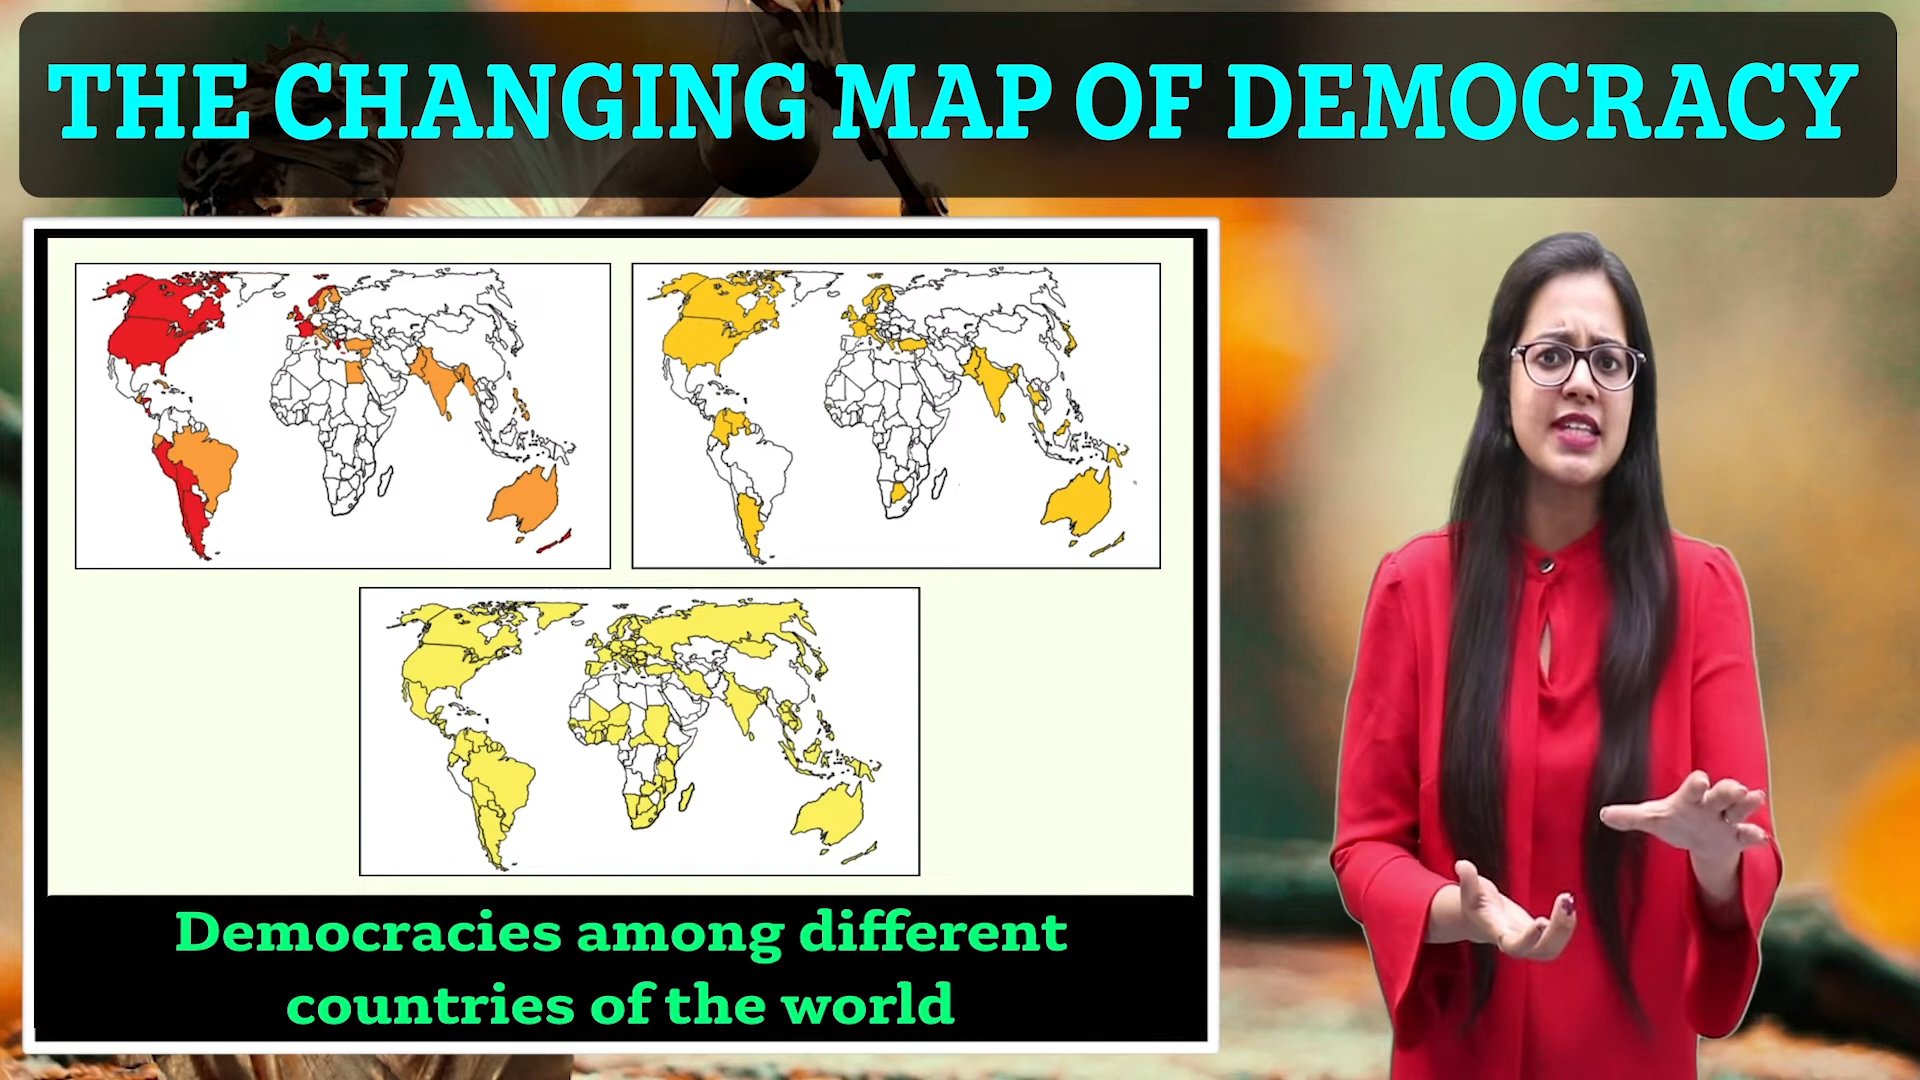 THE CHANGING MAP OF DEMOCRACY
Democracies among different
countries of the world